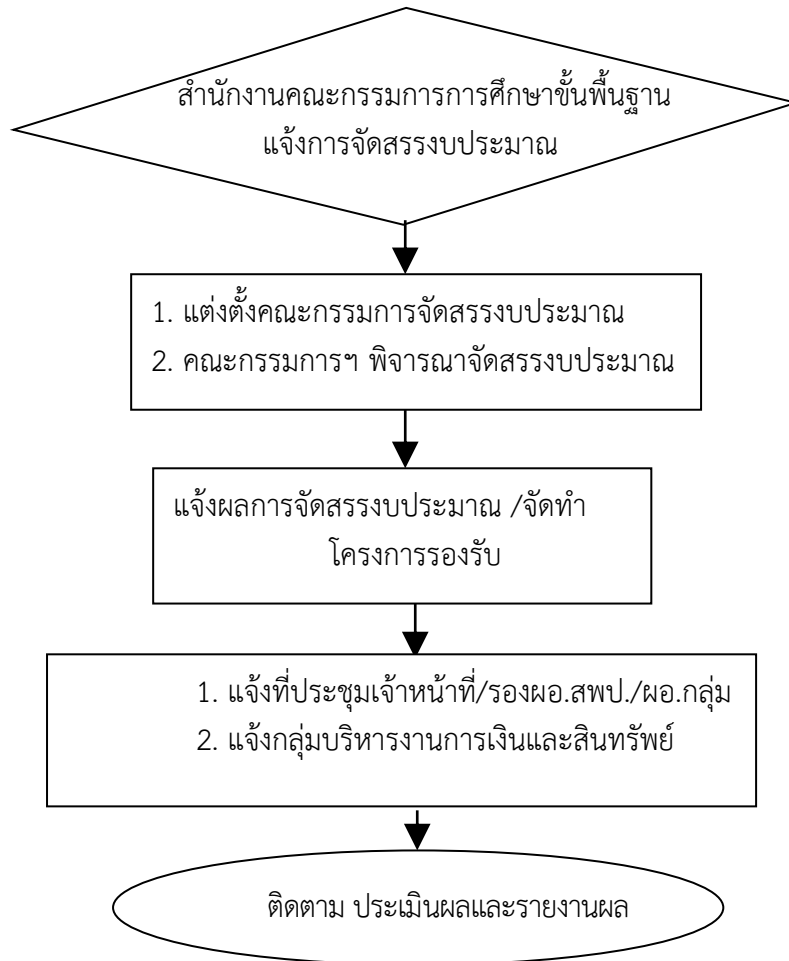 สำนักงานคณะกรรมการการศึกษาขั้นพื้นฐาน
แจ้งการจัดสรรงบประมาณ
1. แต่งตั้งคณะกรรมการจัดสรรงบประมาณ
2. คณะกรรมการฯ พิจารณาจัดสรรงบประมาณ
แจ้งผลการจัดสรรงบประมาณ /จัดทำ
โครงการรองรับ
1. แจ้งที่ประชุมเจ้าหน้าที่/รองผอ.สพป./ผอ.กลุ่ม
2. แจ้งกลุ่มบริหารงานการเงินและสินทรัพย์
ติดตาม ประเมินผลและรายงานผล